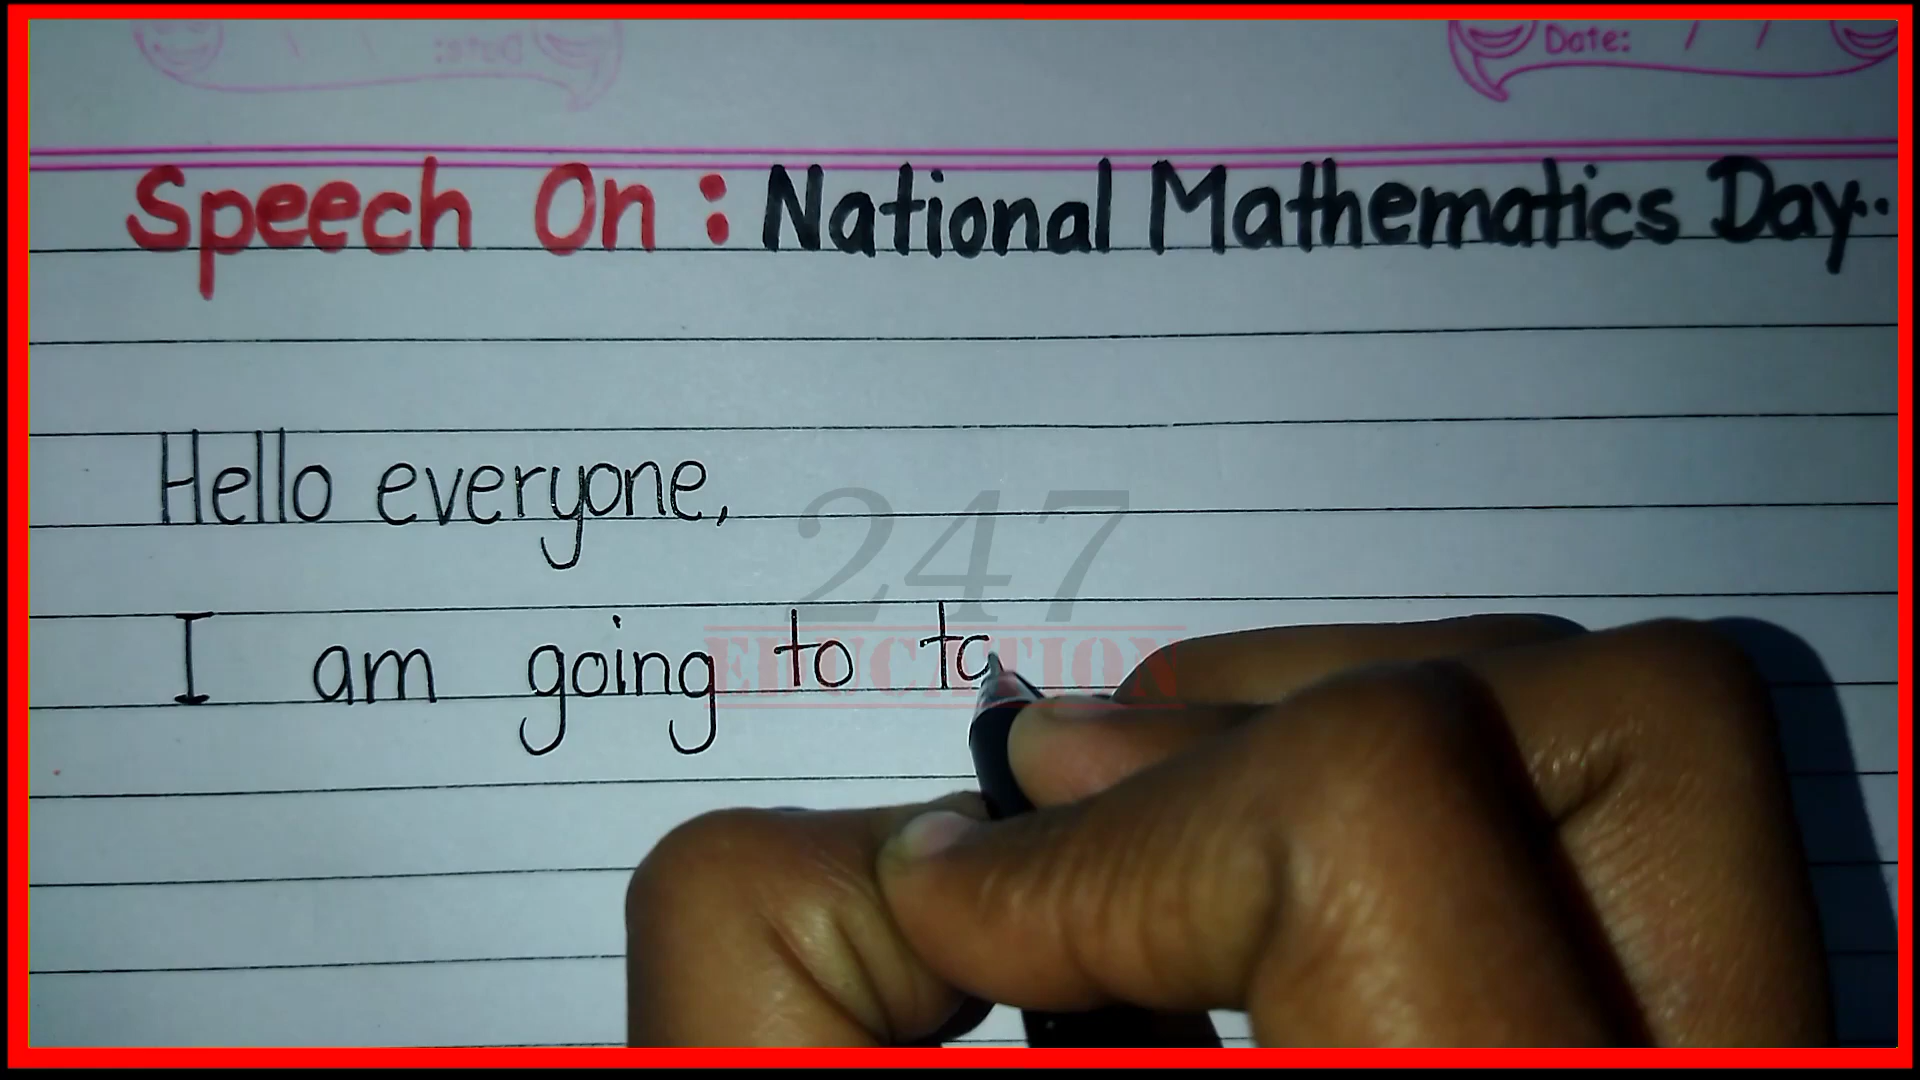 Date: / /
Speech On : National Mathematics Day..
Hello everyone,
247
I am going to ta
EDUCATION